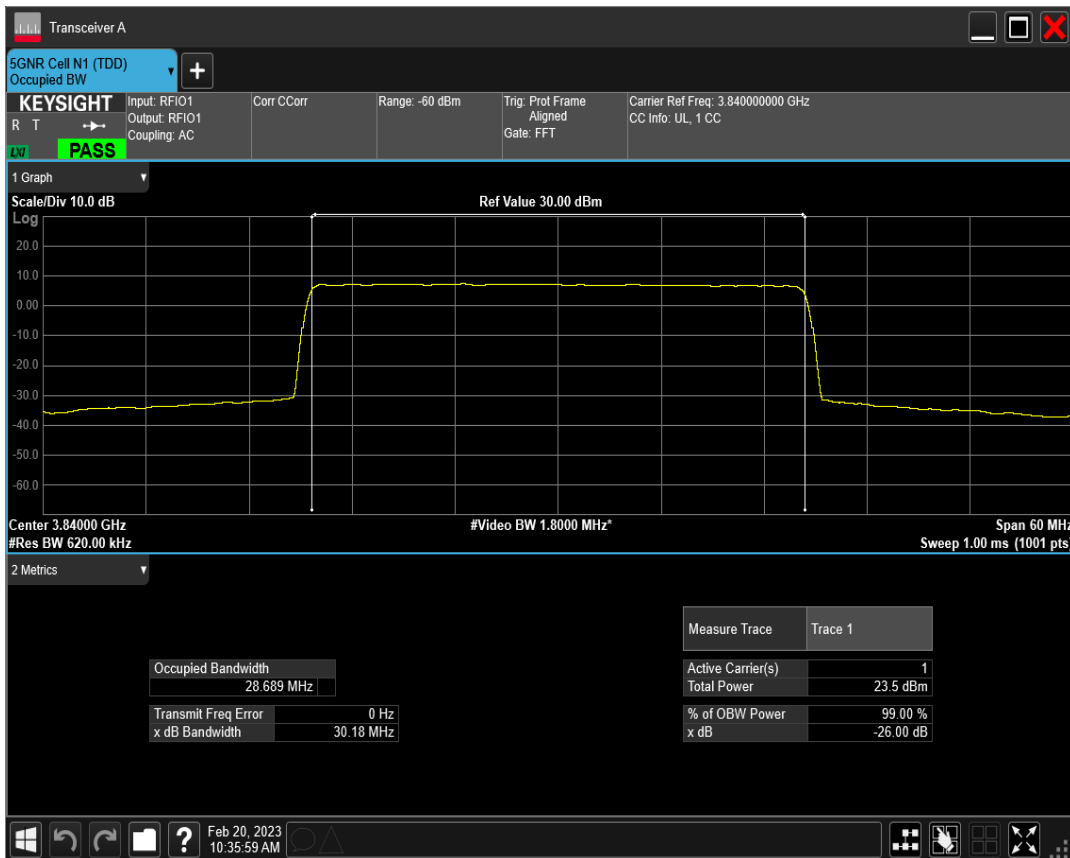 Transceiver A
5GNR Cell N1 (TDD)
Occupied BW
+
KEYSIGHT
R T
LXI
PASS
Input: RFIO1
Output: RFIO1
Coupling: AC
Corr CCorr
Range: -60 dBm
Trig: Prot Frame
Aligned
Gate: FFT
Carrier Ref Freq: 3.840000000 GHz
CC Info: UL, 1 CC
1 Graph
Scale/Div 10.0 dB
Ref Value 30.00 dBm
Log
20.0
10.0
0.00
-10.0
-20.0
-30.0
-40.0
-50.0
-60.0
Center 3.84000 GHz
#Video BW 1.8000 MHz*
Span 60 MHz
#Res BW 620.00 kHz
Sweep 1.00 ms (1001 pts)
2 Metrics
Measure Trace Trace 1
Occupied Bandwidth
28.689 MHz
Active Carrier(s) 1
Total Power 23.5 dBm
Transmit Freq Error 0 Hz
x dB Bandwidth 30.18 MHz
% of OBW Power 99.00 %
x dB -26.00 dB
?
Feb 20, 2023
10:35:59 AM